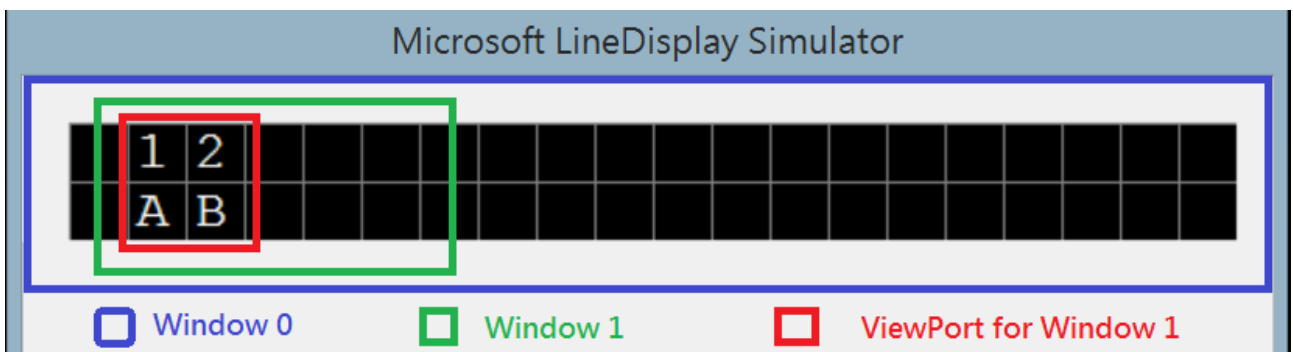 Microsoft LineDisplay Simulator
1 2
A B
Window 0 Window 1 ViewPort for Window 1